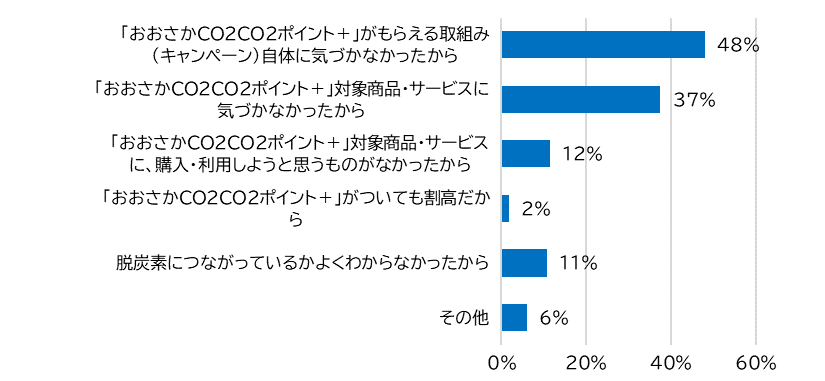 「おおさかCO2CO2ポイント＋」がもらえる取組み
（キャンペーン）自体に気づかなかったから
48%
「おおさかCO2CO2ポイント＋」対象商品・サービスに
気づかなかったから
37%
「おおさかCO2CO2ポイント＋」対象商品・サービス
に、購入・利用しようと思うものがなかったから
12%
「おおさかCO2CO2ポイント＋」がついても割高だか
ら
2%
脱炭素につながっているかよくわからなかったから
11%
その他
6%
0%
20%
40%
60%